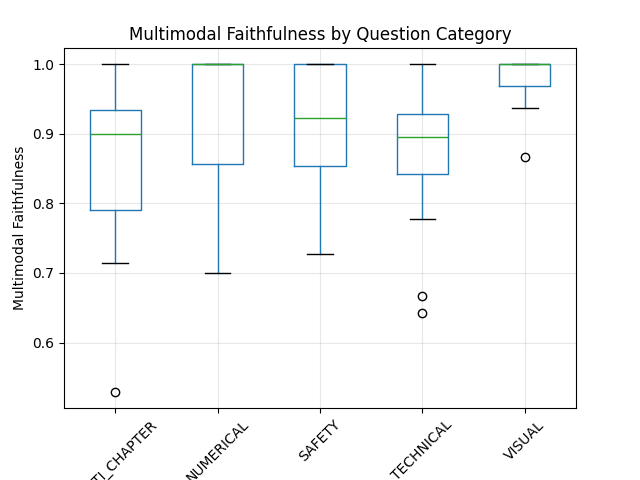 Multimodal Faithfulness by Question Category
Multimodal Faithfulness
1.0
0.9
0.8
0.7
0.6
TI_CHAPTER
NUMERICAL
SAFETY
TECHNICAL
VISUAL